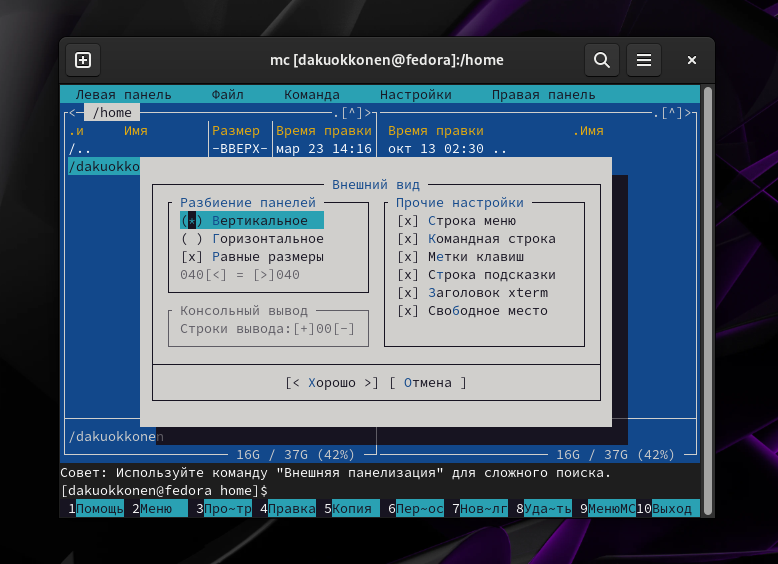 mc [dakuokkonen@fedora]:/home
Левая панель Файл Команда Настройки Правая панель
<─ /home .[^]> .[^]>
.и Имя Размер Время правки Время правки .Имя
/.. -ВВЕРХ- мар 23 14:16 окт 13 02:30 ..
/dakuokko
Внешний вид
Разбиение панелей Прочие настройки
(*) Вертикальное [x] Строка меню
( ) Горизонтальное [x] Командная строка
[x] Равные размеры [x] Метки клавиш
040[<] = [>]040 [x] Строка подсказки
[x] Заголовок xterm
Консольный вывод [x] Свободное место
Строки вывода:[+]00[-]
[< Хорошо >] [ Отмена ]
/dakuokkonen
16G / 37G (42%) 16G / 37G (42%)
Совет: Используйте команду "Внешняя панелизация" для сложного поиска.
[dakuokkonen@fedora home]$
1Помощь 2Меню 3Про~тр 4Правка 5Копия 6Пер~ос 7Нов~лг 8Уда~ть 9МенюMC 10Выход